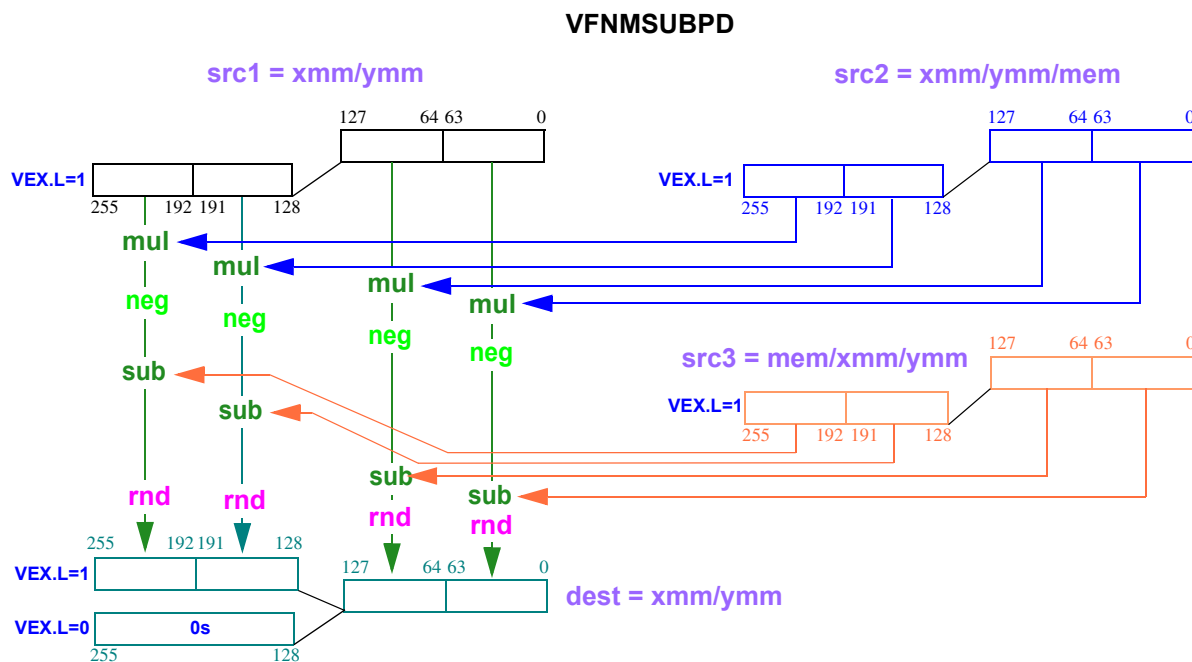 VFNMSUBPD
src1 = xmm/ymm
src2 = xmm/ymm/mem
127 64 63 0
127 64 63 0
VEX.L=1
VEX.L=1
255 192 191 128
255 192 191 128
mul
mul
mul
mul
neg
neg
neg
neg
src3 = mem/xmm/ymm
127 64 63 0
VEX.L=1
255 192 191 128
sub
sub
sub
sub
rnd
rnd
rnd
rnd
255 192 191 128
127 64 63 0
VEX.L=1
dest = xmm/ymm
VEX.L=0
0s
255 128